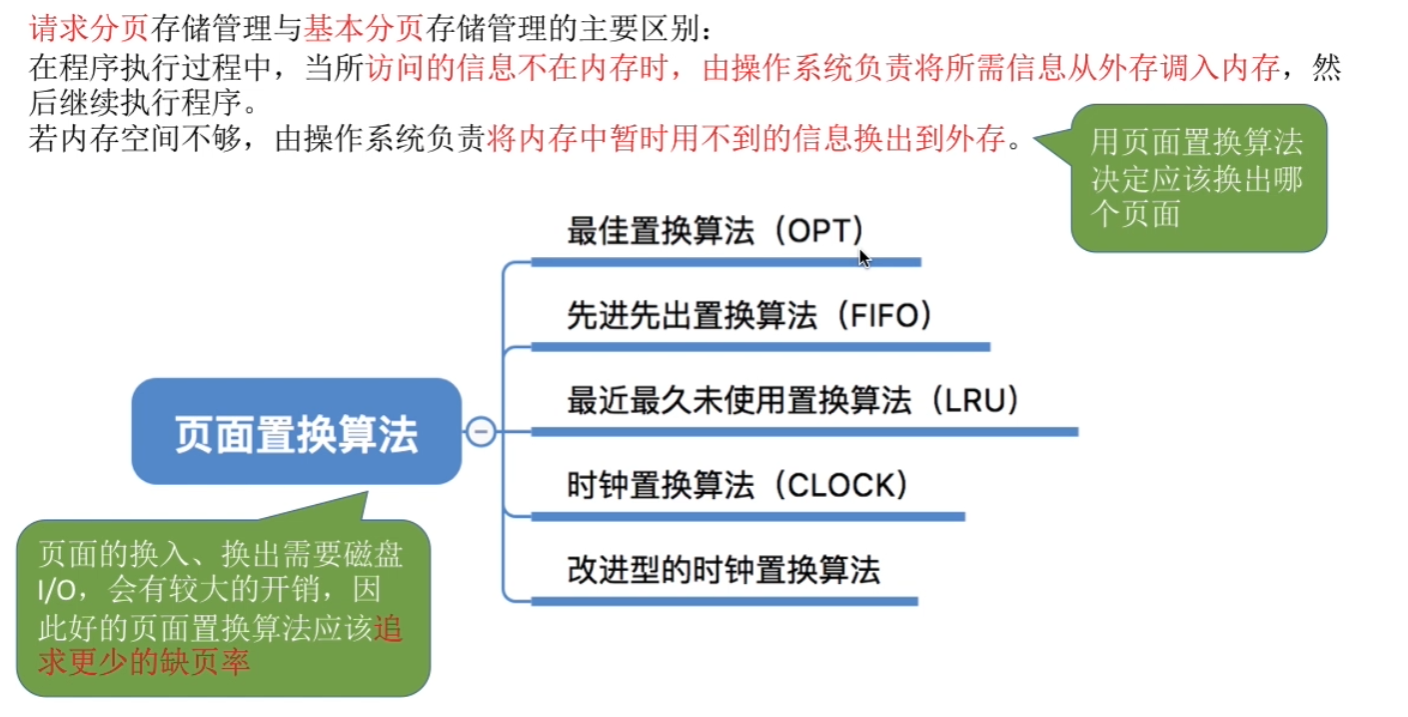 请求分页存储管理与基本分页存储管理的主要区别：
在程序执行过程中，当所访问的信息不在内存时，由操作系统负责将所需信息从外存调入内存，然
后继续执行程序。
若内存空间不够，由操作系统负责将内存中暂时用不到的信息换出到外存。
用页面置换算法
决定应该换出哪
个页面
最佳置换算法（OPT）
先进先出置换算法（FIFO）
最近最久未使用置换算法（LRU）
页面置换算法
时钟置换算法（CLOCK）
改进型的时钟置换算法
页面的换入、换出需要磁盘
I/O，会有较大的开销，因
此好的页面置换算法应该追
求更少的缺页率